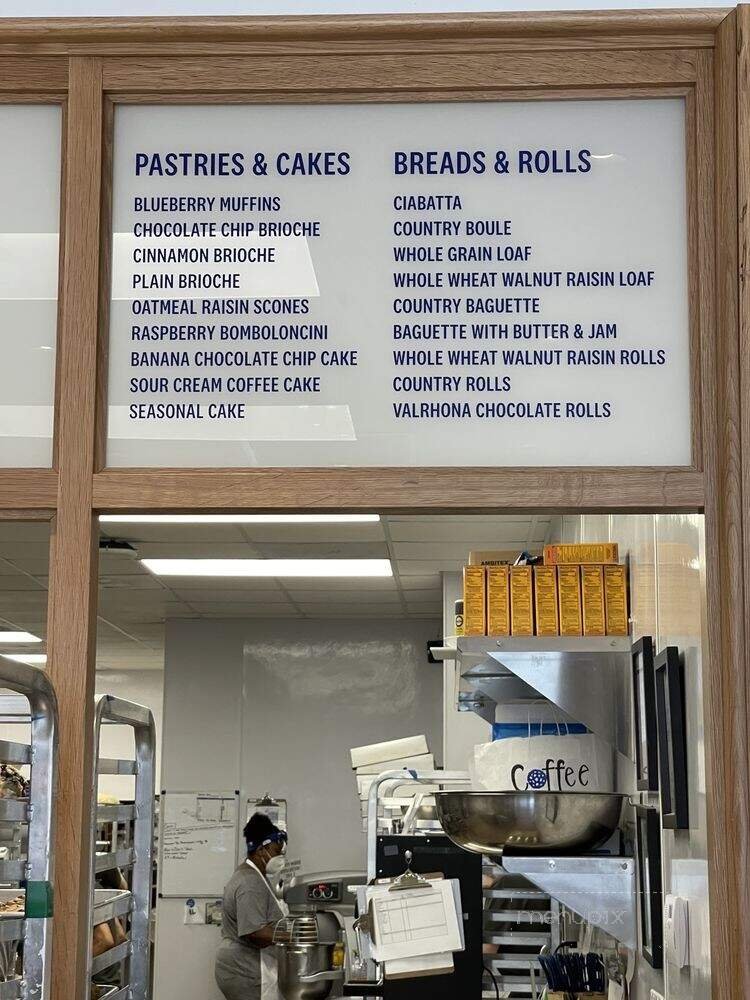 PASTRIES & CAKES
BLUEBERRY MUFFINS
CHOCOLATE CHIP BRIOCHE
CINNAMON BRIOCHE
PLAIN BRIOCHE
OATMEAL RAISIN SCONES
RASPBERRY BOMBOLONCINI
BANANA CHOCOLATE CHIP CAKE
SOUR CREAM COFFEE CAKE
SEASONAL CAKE
BREADS & ROLLS
CIABATTA
COUNTRY BOULE
WHOLE GRAIN LOAF
WHOLE WHEAT WALNUT RAISIN LOAF
COUNTRY BAGUETTE
BAGUETTE WITH BUTTER & JAM
WHOLE WHEAT WALNUT RAISIN ROLLS
COUNTRY ROLLS
VALRHONA CHOCOLATE ROLLS
AMBITEX
coffee
menupix